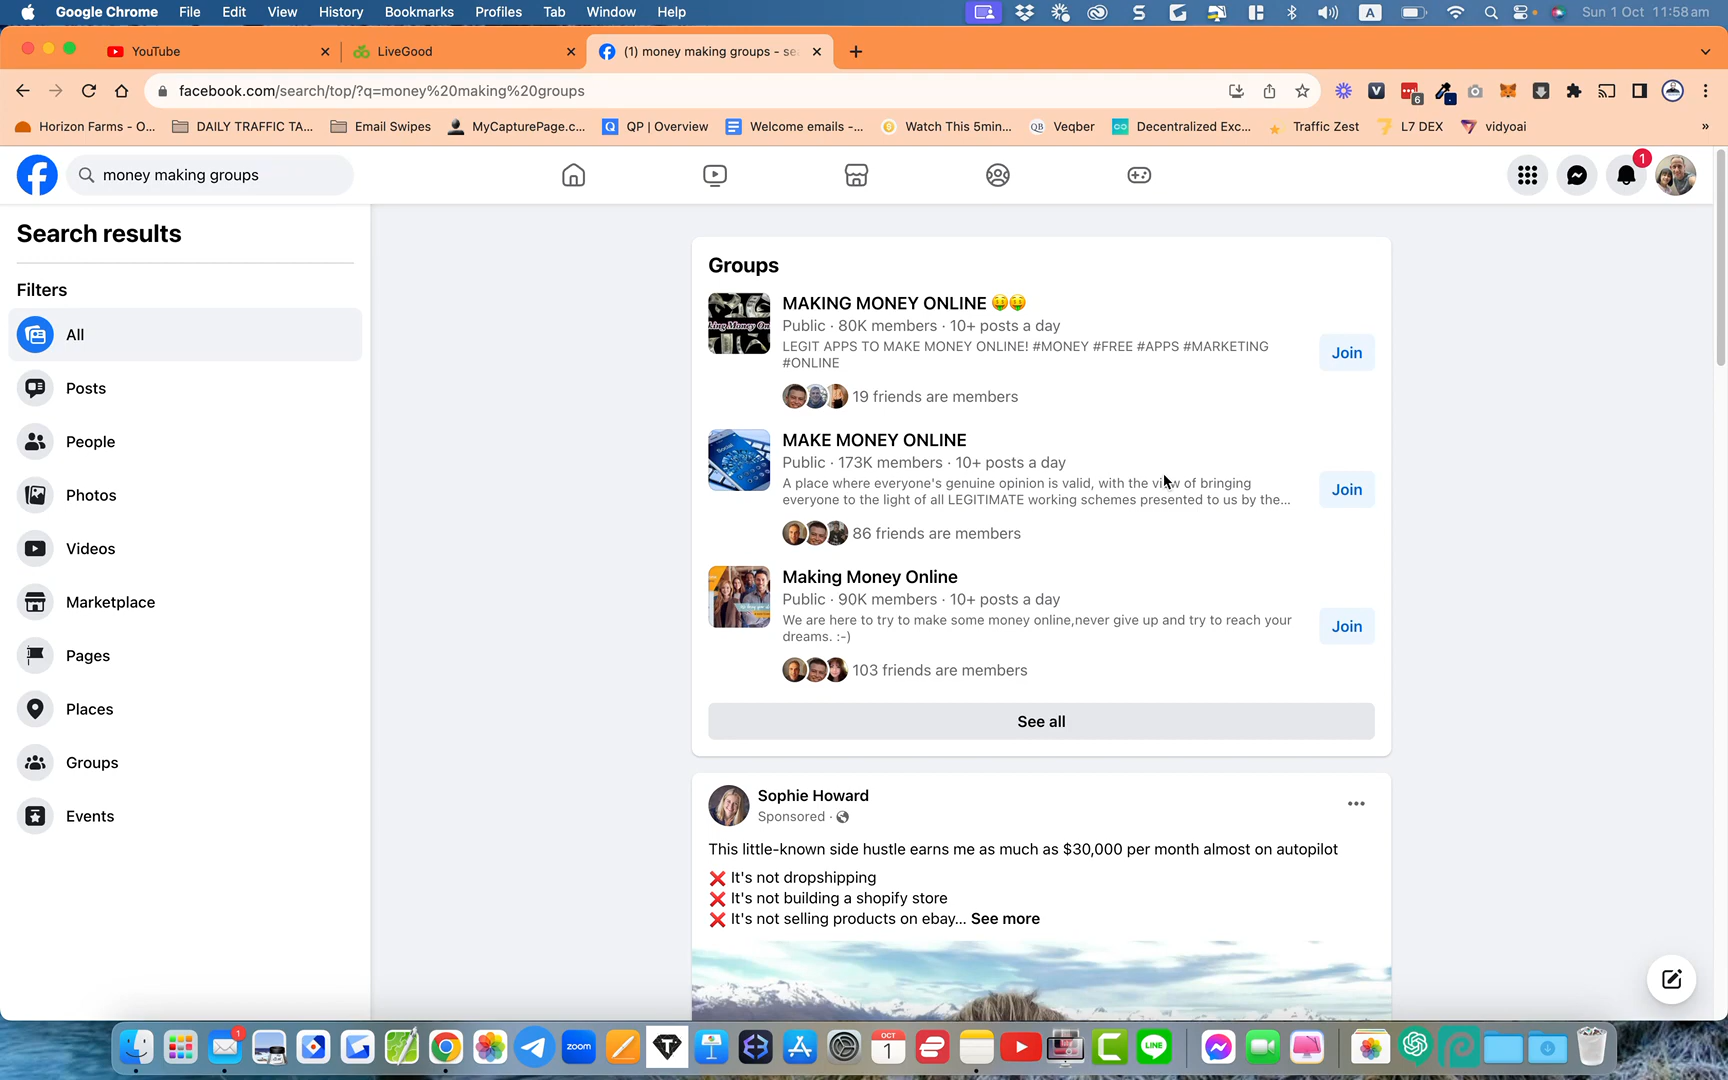 Google Chrome File Edit View History Bookmarks Profiles Tab Window Help A Sun 1 Oct 11:58 am
YouTube LiveGood (1) money making groups - se
facebook.com/search/top/?q=money%20making%20groups
6
Horizon Farms - O... DAILY TRAFFIC TA... Email Swipes MyCapturePage.c... QP | Overview Welcome emails -... Watch This 5min... Veqber Decentralized Exc... Traffic Zest L7 DEX vidyoai »
money making groups
1
Search results
Filters
All
Posts
People
Photos
Videos
Marketplace
Pages
Places
Groups
Events
Groups
MAKING MONEY ONLINE 🤑🤑
Public · 80K members · 10+ posts a day
LEGIT APPS TO MAKE MONEY ONLINE! #MONEY #FREE #APPS #MARKETING
#ONLINE
19 friends are members
Join
MAKE MONEY ONLINE
Public · 173K members · 10+ posts a day
A place where everyone's genuine opinion is valid, with the view of bringing
everyone to the light of all LEGITIMATE working schemes presented to us by the...
86 friends are members
Join
Making Money Online
Public · 90K members · 10+ posts a day
We are here to try to make some money online,never give up and try to reach your
dreams. :-)
103 friends are members
Join
See all
Sophie Howard
Sponsored ·
This little-known side hustle earns me as much as $30,000 per month almost on autopilot
❌ It's not dropshipping
❌ It's not building a shopify store
❌ It's not selling products on ebay... See more
1
zoom
OCT
1
LINE